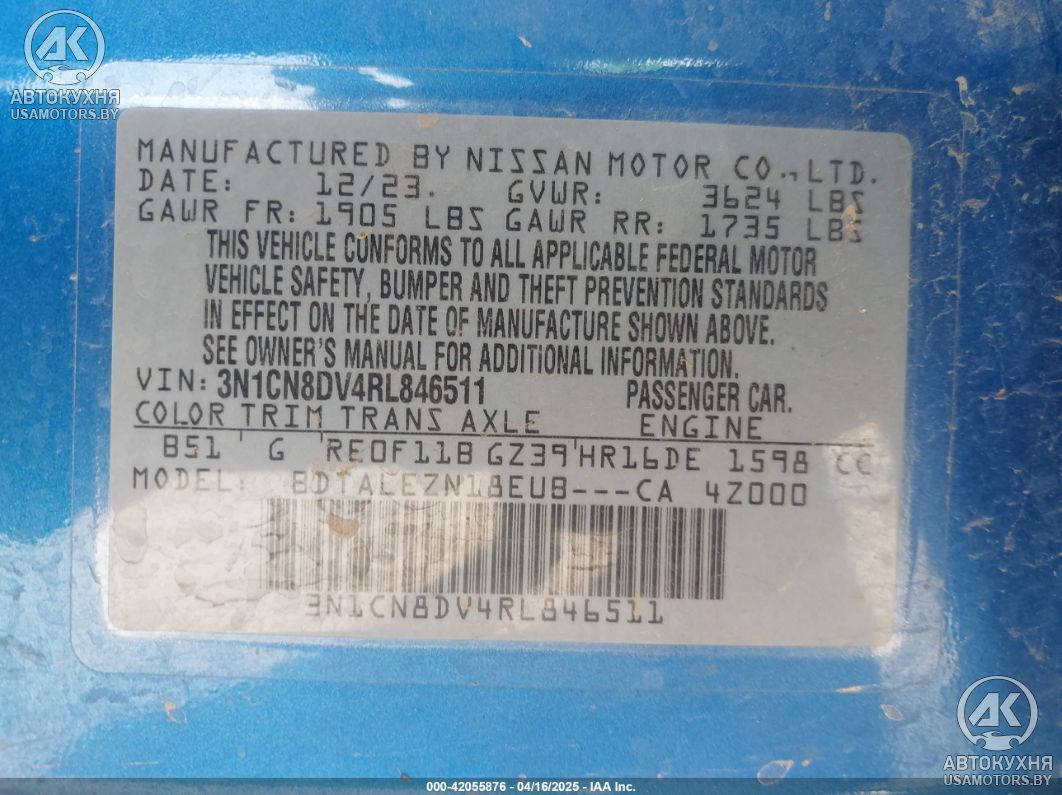 AK
АВТОКУХНЯ
USAMOTORS.BY
MANUFACTURED BY NISSAN MOTOR CO., LTD.
DATE: 12/23. GVWR: 3624 LBS
GAWR FR: 1905 LBS GAWR RR: 1735 LBS
THIS VEHICLE CONFORMS TO ALL APPLICABLE FEDERAL MOTOR
VEHICLE SAFETY, BUMPER AND THEFT PREVENTION STANDARDS
IN EFFECT ON THE DATE OF MANUFACTURE SHOWN ABOVE.
SEE OWNER'S MANUAL FOR ADDITIONAL INFORMATION.
VIN: 3N1CN8DV4RL846511 PASSENGER CAR.
COLOR TRIM TRANS AXLE ENGINE
B51 G RE0F11B GZ39 HR16DE 1598 CC
MODEL: BDTALEZN18EUB---CA 4Z000
3N1CN8DV4RL846511
AK
АВТОКУХНЯ
USAMOTORS.BY
000-42055876 - 04/16/2025 - IAA Inc.